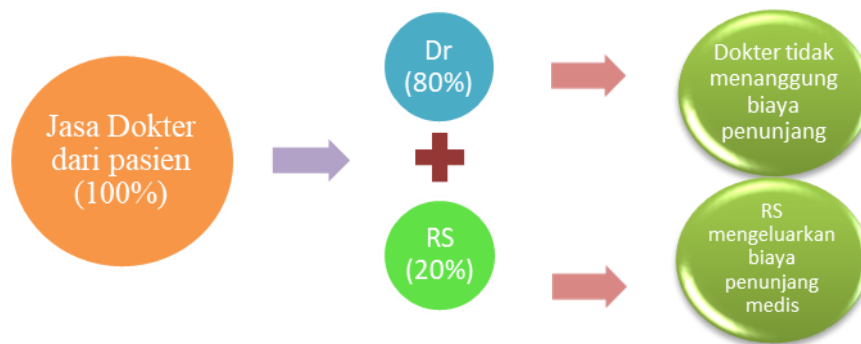 Jasa Dokter
dari pasien
(100%)
Dr
(80%)
RS
(20%)
Dokter tidak
menanggung
biaya
penunjang
RS
mengeluarkan
biaya
penunjang
medis